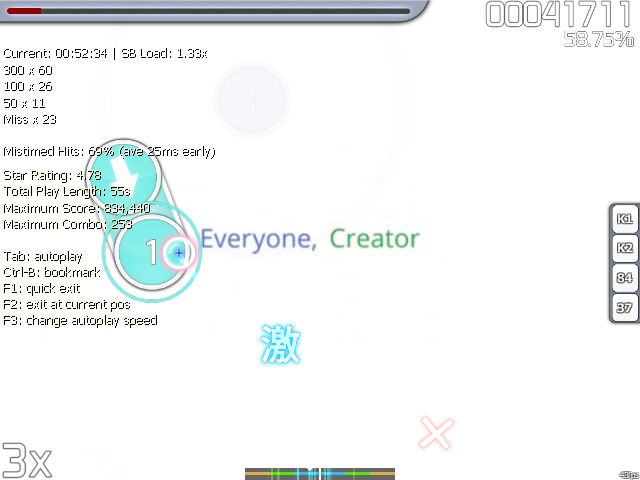 00041711
58.75%
Current: 00:52:34 | SB Load: 1.33x
300 x 60
100 x 26
50 x 11
Miss x 23
Mistimed Hits: 69% (ave 25ms early)
Star Rating: 4.78
Total Play Length: 55s
Maximum Score: 834,440
Maximum Combo: 253
Tab: autoplay
Ctrl-B: bookmark
F1: quick exit
F2: exit at current pos
F3: change autoplay speed
1
1
Everyone, Creator
激
K1
K2
84
37
3x